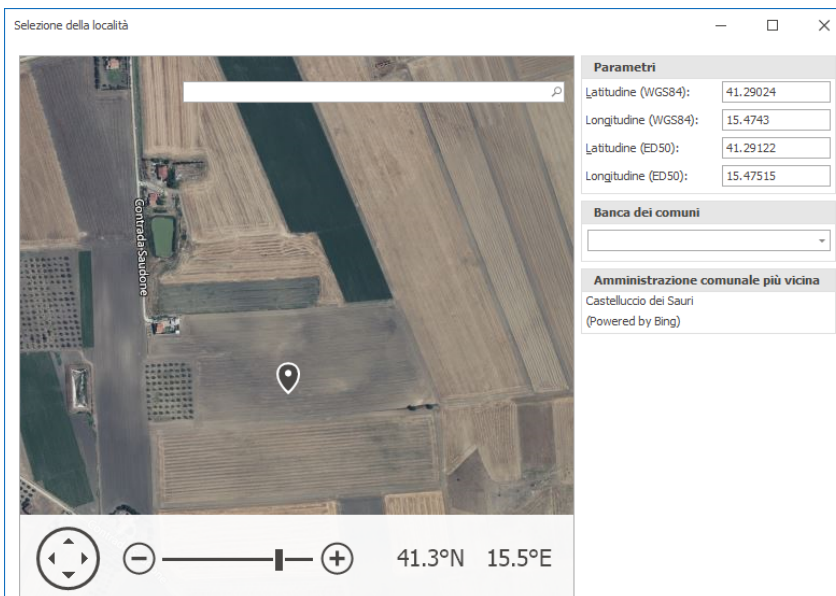 Selezione della località
Contrada Saudone
41.3°N 15.5°E
Parametri
Latitudine (WGS84): 41.29024
Longitudine (WGS84): 15.4743
Latitudine (ED50): 41.29122
Longitudine (ED50): 15.47515
Banca dei comuni
Amministrazione comunale più vicina
Castelluccio dei Sauri
(Powered by Bing)